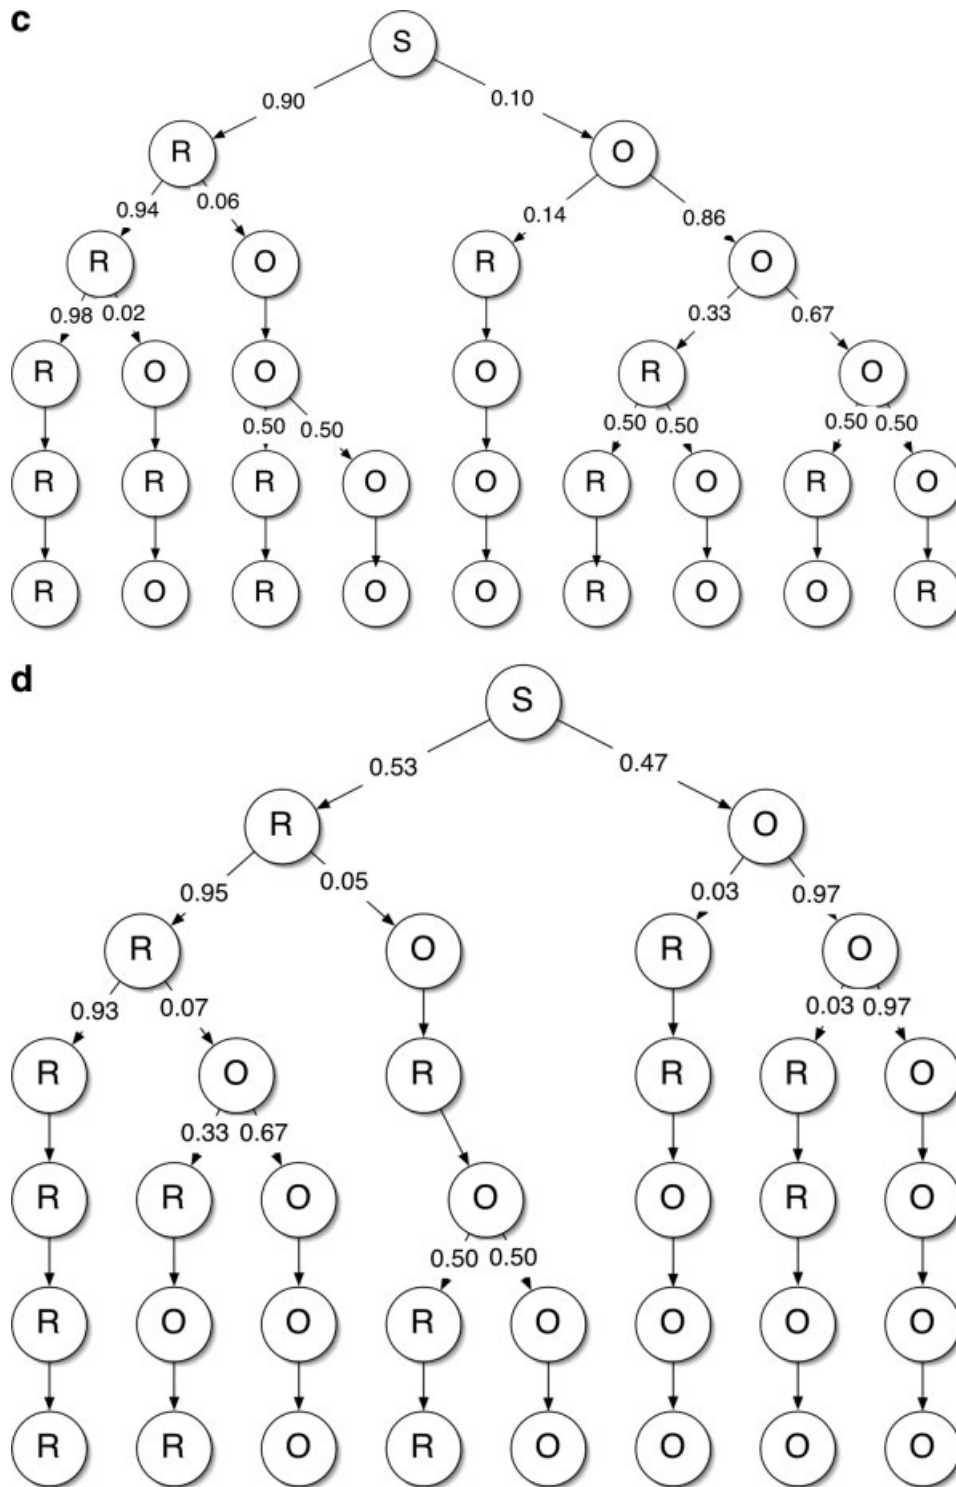 c
S
0.90 0.10
R O
0.94 0.06 0.14 0.86
R O R O
0.98 0.02 0.33 0.67
R O O O R O
0.50 0.50 0.50 0.50 0.50 0.50
R R R O O R O R O
R O R O O R O O R
d
S
0.53 0.47
R O
0.95 0.05 0.03 0.97
R O R O
0.93 0.07 0.03 0.97
R O R R R O
0.33 0.67
R R O O O R O
0.50 0.50
R O O R O O O O
R R O R O O O O